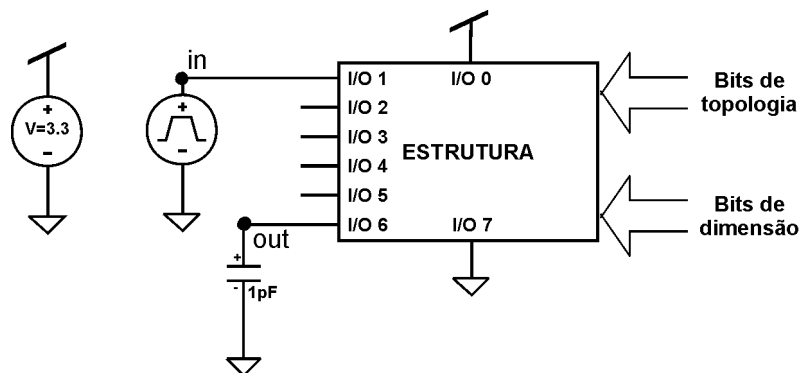 in
+
V=3.3
-
+
-
I/O 1
I/O 0
I/O 2
I/O 3
I/O 4
I/O 5
I/O 6
I/O 7
ESTRUTURA
out
+
-
1pF
Bits de
topologia
Bits de
dimensão